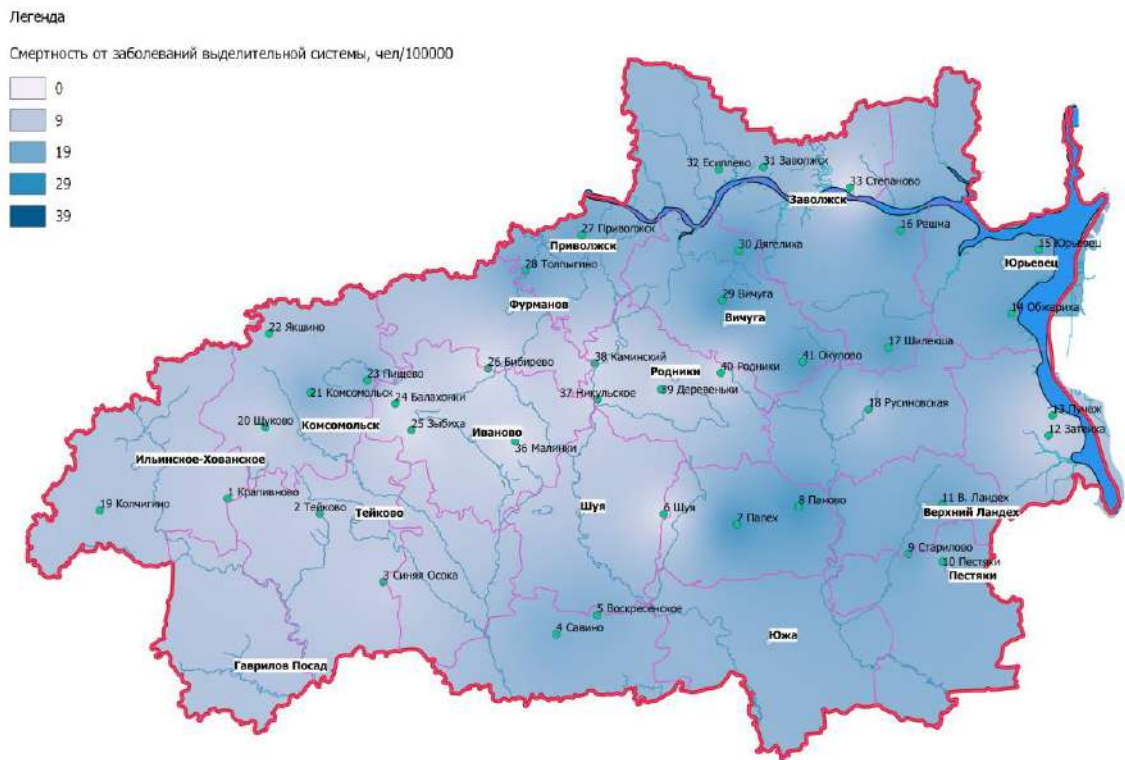 Легенда
Смертность от заболеваний выделительной системы, чел/100000
0
9
19
29
39
32 Есиплево
31 Заволжск
33 Степаново
Заволжск
27 Приволжск
Приволжск
16 Решма
30 Дягелиха
15 Юрьевец
Юрьевец
28 Толпыгино
Фурманов
29 Вичуга
Вичуга
14 Обжериха
22 Якшино
17 Шилекша
38 Каминский
26 Бибирево
Родники
40 Родники
41 Окулово
23 Пищево
21 Комсомольск
39 Деревеньки
37 Никульское
24 Балахонки
18 Русиновская
13 Пучеж
20 Щуково
Комсомольск
25 Зыбиха
Иваново
12 Затеиха
36 Малинки
Ильинское-Хованское
1 Крапивново
19 Колчигино
2 Тейково
Тейково
Шуя
6 Шуя
8 Паново
7 Палех
11 В. Ландех
Верхний Ландех
9 Старилово
10 Пестяки
Пестяки
3 Синяя Осока
5 Воскресенское
4 Савино
Южа
Гаврилов Посад